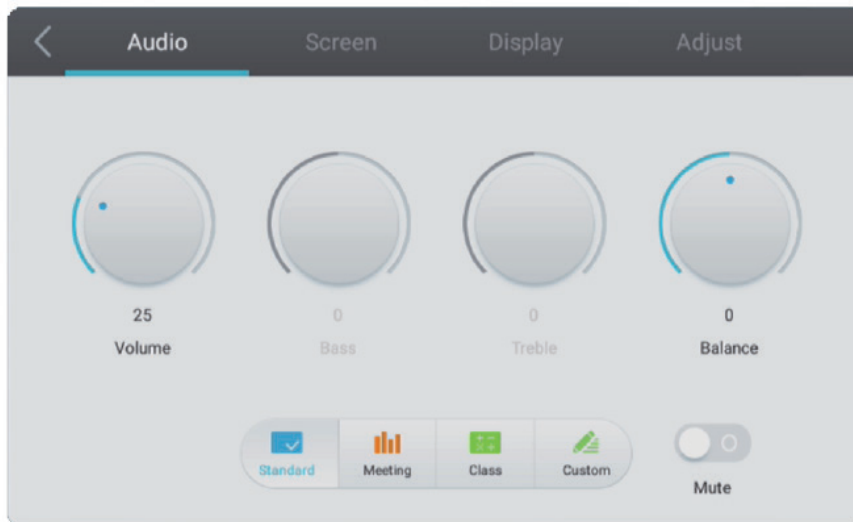 Audio Screen Display Adjust
25 0 0 0
Volume Bass Treble Balance
Standard Meeting Class Custom
Mute